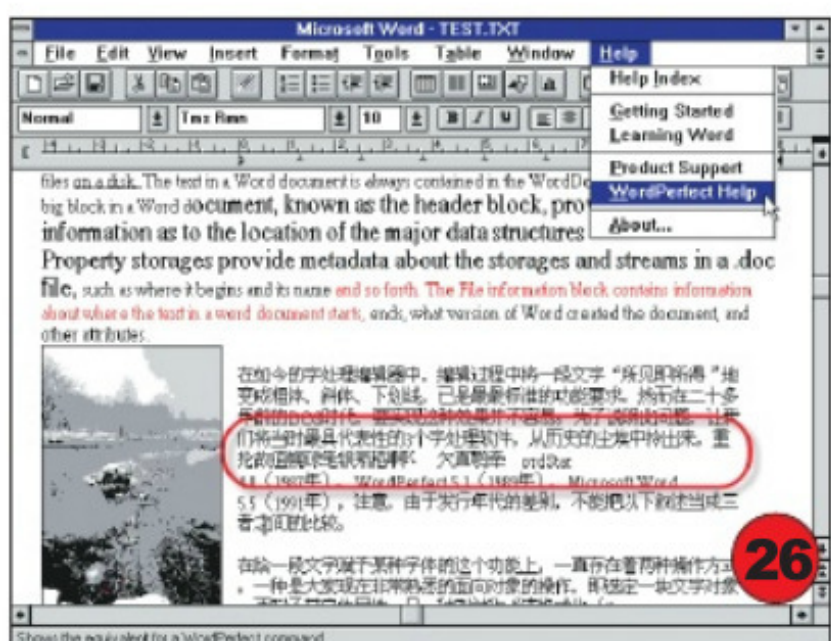 Microsoft Word - TEST.TXT
File Edit View Insert Format Tools Table Window Help
Help Index
Normal Tms Rmn 10 B I U
Getting Started
Learning Word
Product Support
WordPerfect Help
About...
files on a disk. The text in a Word document is always contained in the WordDo
big block in a Word document, known as the header block, prov
information as to the location of the major data structures
Property storages provide metadata about the storages and streams in a .doc
file, such as where it begins and its name and so forth. The File information block contains information
about where the text in a word document starts, ends, what version of Word created the document, and
other attributes.
在如今的字处理编辑器中，编辑过程中将一段文字“所见即所得”地
变成粗体、斜体、下划线，已是最最标准的功能要求。然而在二十多
年前的DOS时代，要实现这种效果并不容易。为了说明此问题，让我
们将当时最具代表性的3个字处理软件，从历史的土埃中拎出来。重
ordStar
4.0（1987年），WordPerfect 5.1（1989年），Microsoft Word
5.5（1991年），注意，由于发行年代的差别，不能把以下叙述当成三
者之间的比较。
在给一段文字赋予某种字体的这个功能上，一直存在着两种操作方式
，一种是大家现在非常熟悉的面向对象的操作。即选定一块文字对象
26
Shows the equivalent for a WordPerfect command